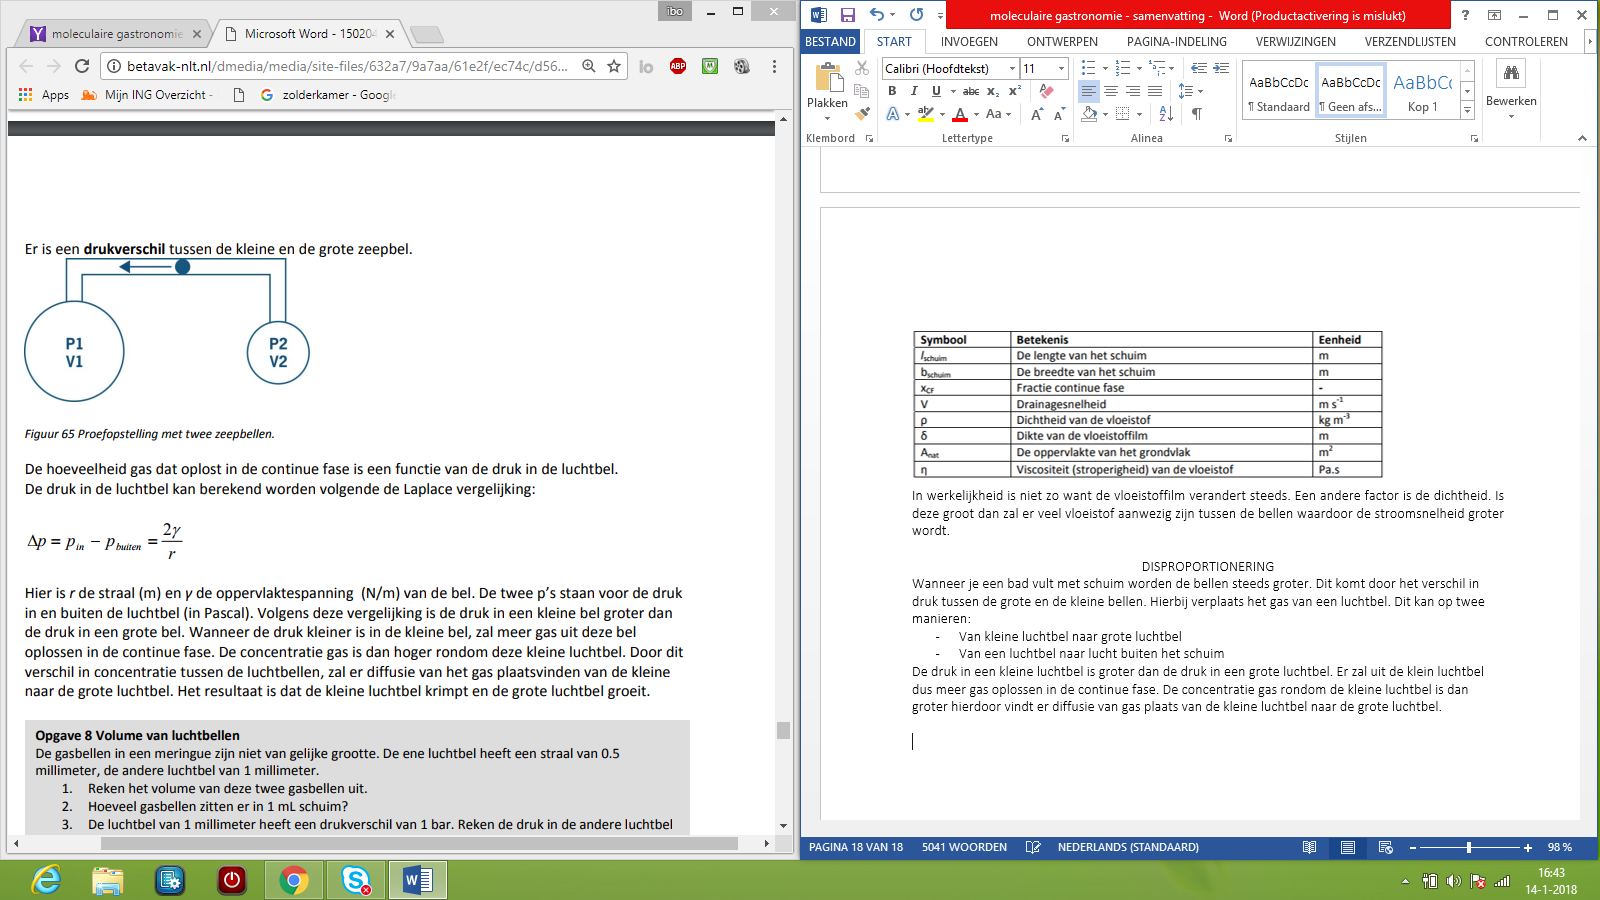 ibo
moleculaire gastronomie
Microsoft Word - 15020
betavak-nlt.nl/dmedia/media/site-files/632a7/9a7aa/61e2f/ec74c/d56...
ABP
Apps
Mijn ING Overzicht -
zolderkamer - Google
Er is een drukverschil tussen de kleine en de grote zeepbel.
P1
V1
P2
V2
Figuur 65 Proefopstelling met twee zeepbellen.
De hoeveelheid gas dat oplost in de continue fase is een functie van de druk in de luchtbel.
De druk in de luchtbel kan berekend worden volgende de Laplace vergelijking:
Δp = p_in − p_buiten = 2γ / r
Hier is r de straal (m) en γ de oppervlaktespanning (N/m) van de bel. De twee p's staan voor de druk
in en buiten de luchtbel (in Pascal). Volgens deze vergelijking is de druk in een kleine bel groter dan
de druk in een grote bel. Wanneer de druk kleiner is in de kleine bel, zal meer gas uit deze bel
oplossen in de continue fase. De concentratie gas is dan hoger rondom deze kleine luchtbel. Door dit
verschil in concentratie tussen de luchtbellen, zal er diffusie van het gas plaatsvinden van de kleine
naar de grote luchtbel. Het resultaat is dat de kleine luchtbel krimpt en de grote luchtbel groeit.
Opgave 8 Volume van luchtbellen
De gasbellen in een meringue zijn niet van gelijke grootte. De ene luchtbel heeft een straal van 0.5
millimeter, de andere luchtbel van 1 millimeter.
1. Reken het volume van deze twee gasbellen uit.
2. Hoeveel gasbellen zitten er in 1 mL schuim?
3. De luchtbel van 1 millimeter heeft een drukverschil van 1 bar. Reken de druk in de andere luchtbel
moleculaire gastronomie - samenvatting - Word (Productactivering is mislukt)
BESTAND START INVOEGEN ONTWERPEN PAGINA-INDELING VERWIJZINGEN VERZENDLIJSTEN CONTROLEREN
Plakken
Calibri (Hoofdtekst) 11
B I U abc x₂ x²
A A Aa A A
AaBbCcDc AaBbCcDc AaBbCc
¶ Standaard ¶ Geen afs... Kop 1
Bewerken
Klembord Lettertype Alinea Stijlen
Symbool Betekenis Eenheid
l_schuim De lengte van het schuim m
b_schuim De breedte van het schuim m
x_CF Fractie continue fase -
V Drainagesnelheid m s⁻¹
ρ Dichtheid van de vloeistof kg m⁻³
δ Dikte van de vloeistoffilm m
A_nat De oppervlakte van het grondvlak m²
η Viscositeit (stroperigheid) van de vloeistof Pa.s
In werkelijkheid is niet zo want de vloeistoffilm verandert steeds. Een andere factor is de dichtheid. Is
deze groot dan zal er veel vloeistof aanwezig zijn tussen de bellen waardoor de stroomsnelheid groter
wordt.
DISPROPORTIONERING
Wanneer je een bad vult met schuim worden de bellen steeds groter. Dit komt door het verschil in
druk tussen de grote en de kleine bellen. Hierbij verplaats het gas van een luchtbel. Dit kan op twee
manieren:
- Van kleine luchtbel naar grote luchtbel
- Van een luchtbel naar lucht buiten het schuim
De druk in een kleine luchtbel is groter dan de druk in een grote luchtbel. Er zal uit de klein luchtbel
dus meer gas oplossen in de continue fase. De concentratie gas rondom de kleine luchtbel is dan
groter hierdoor vindt er diffusie van gas plaats van de kleine luchtbel naar de grote luchtbel.
PAGINA 18 VAN 18 5041 WOORDEN NEDERLANDS (STANDAARD) 98 %
16:43
14-1-2018